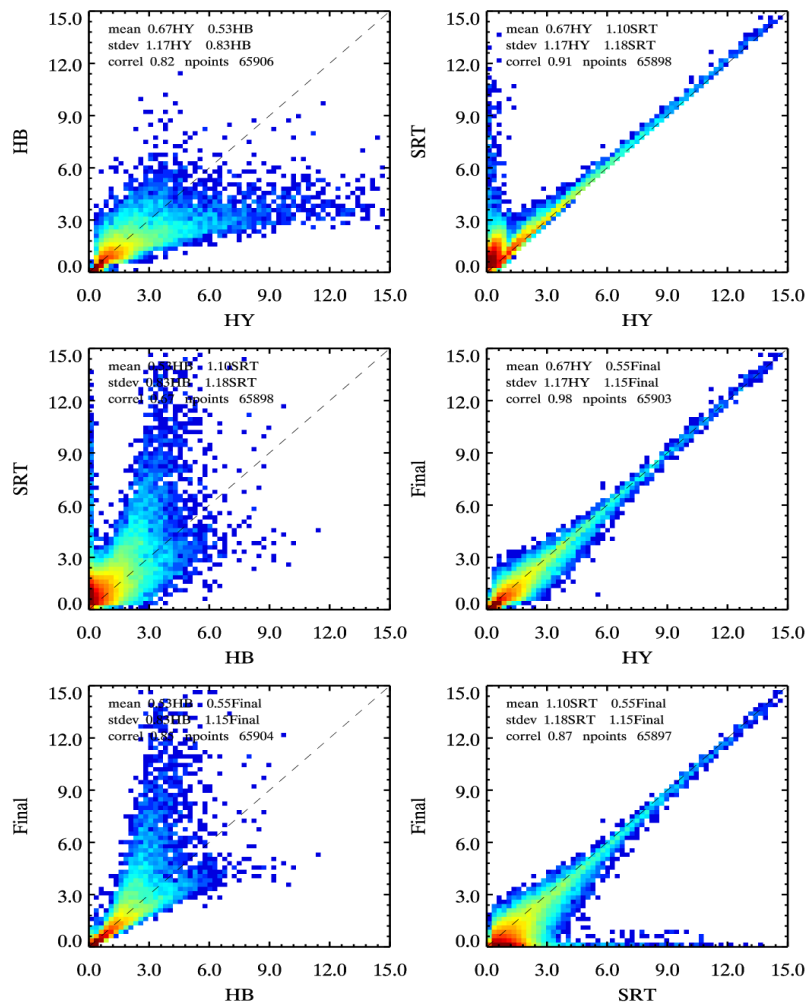 mean 0.67HY 0.53HB
stdev 1.17HY 0.83HB
correl 0.82 npoints 65906
15.0
12.0
9.0
6.0
3.0
0.0
HB
0.0 3.0 6.0 9.0 12.0 15.0
HY
mean 0.67HY 1.10SRT
stdev 1.17HY 1.18SRT
correl 0.91 npoints 65898
15.0
12.0
9.0
6.0
3.0
0.0
SRT
0.0 3.0 6.0 9.0 12.0 15.0
HY
mean 0.53HB 1.10SRT
stdev 0.83HB 1.18SRT
correl npoints 65898
15.0
12.0
9.0
6.0
3.0
0.0
SRT
0.0 3.0 6.0 9.0 12.0 15.0
HB
mean 0.67HY 0.55Final
stdev 1.17HY 1.15Final
correl 0.98 npoints 65903
15.0
12.0
9.0
6.0
3.0
0.0
Final
0.0 3.0 6.0 9.0 12.0 15.0
HY
mean 0.53HB 0.55Final
stdev 0.83HB 1.15Final
correl npoints 65904
15.0
12.0
9.0
6.0
3.0
0.0
Final
0.0 3.0 6.0 9.0 12.0 15.0
HB
mean 1.10SRT 0.55Final
stdev 1.18SRT 1.15Final
correl 0.87 npoints 65897
15.0
12.0
9.0
6.0
3.0
0.0
Final
0.0 3.0 6.0 9.0 12.0 15.0
SRT